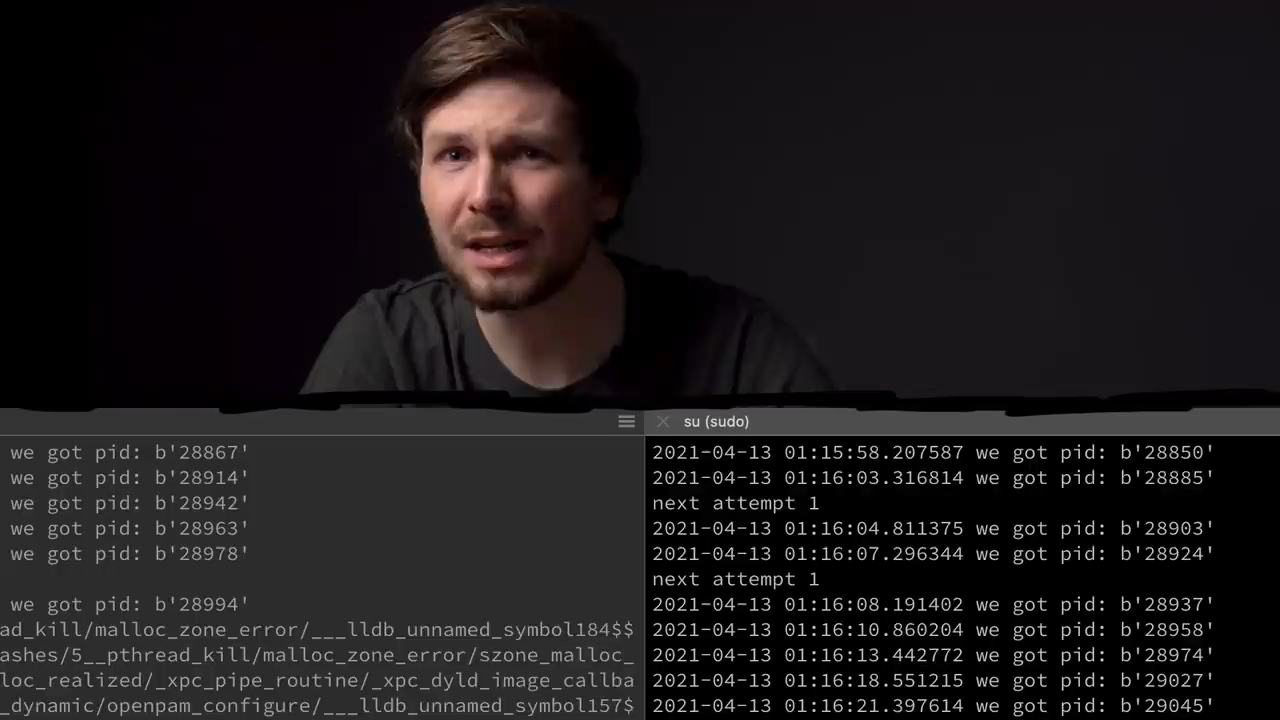 we got pid: b'28867'
we got pid: b'28914'
we got pid: b'28942'
we got pid: b'28963'
we got pid: b'28978'
we got pid: b'28994'
ad_kill/malloc_zone_error/___lldb_unnamed_symbol184$$
ashes/5__pthread_kill/malloc_zone_error/szone_malloc_
loc_realized/_xpc_pipe_routine/_xpc_dyld_image_callba
_dynamic/openpam_configure/___lldb_unnamed_symbol157$
su (sudo)
2021-04-13 01:15:58.207587 we got pid: b'28850'
2021-04-13 01:16:03.316814 we got pid: b'28885'
next attempt 1
2021-04-13 01:16:04.811375 we got pid: b'28903'
2021-04-13 01:16:07.296344 we got pid: b'28924'
next attempt 1
2021-04-13 01:16:08.191402 we got pid: b'28937'
2021-04-13 01:16:10.860204 we got pid: b'28958'
2021-04-13 01:16:13.442772 we got pid: b'28974'
2021-04-13 01:16:18.551215 we got pid: b'29027'
2021-04-13 01:16:21.397614 we got pid: b'29045'